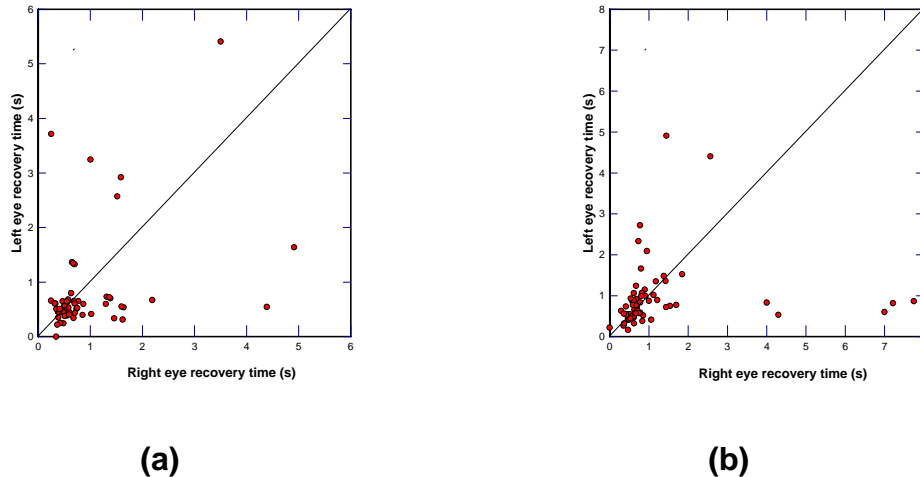 6
5
4
3
2
1
0
Left eye recovery time (s)
0 1 2 3 4 5 6
Right eye recovery time (s)
(a)
8
7
6
5
4
3
2
1
0
Left eye recovery time (s)
0 1 2 3 4 5 6 7 8
Right eye recovery time (s)
(b)